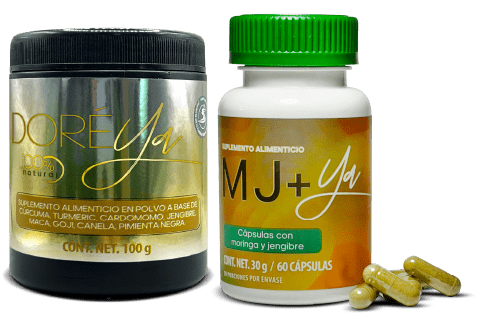 DORĒ Ya
100%
natural
SUPLEMENTO ALIMENTICIO EN POLVO A BASE DE
CÚRCUMA, TURMERIC, CARDOMOMO, JENGIBRE,
MACA, GOJI, CANELA, PIMIENTA NEGRA
CONT. NET. 100 g
SUPLEMENTO ALIMENTICIO
MJ+ Ya
Cápsulas con
moringa y jengibre
CONT. NET. 30 g / 60 CÁPSULAS
PORCIONES POR ENVASE